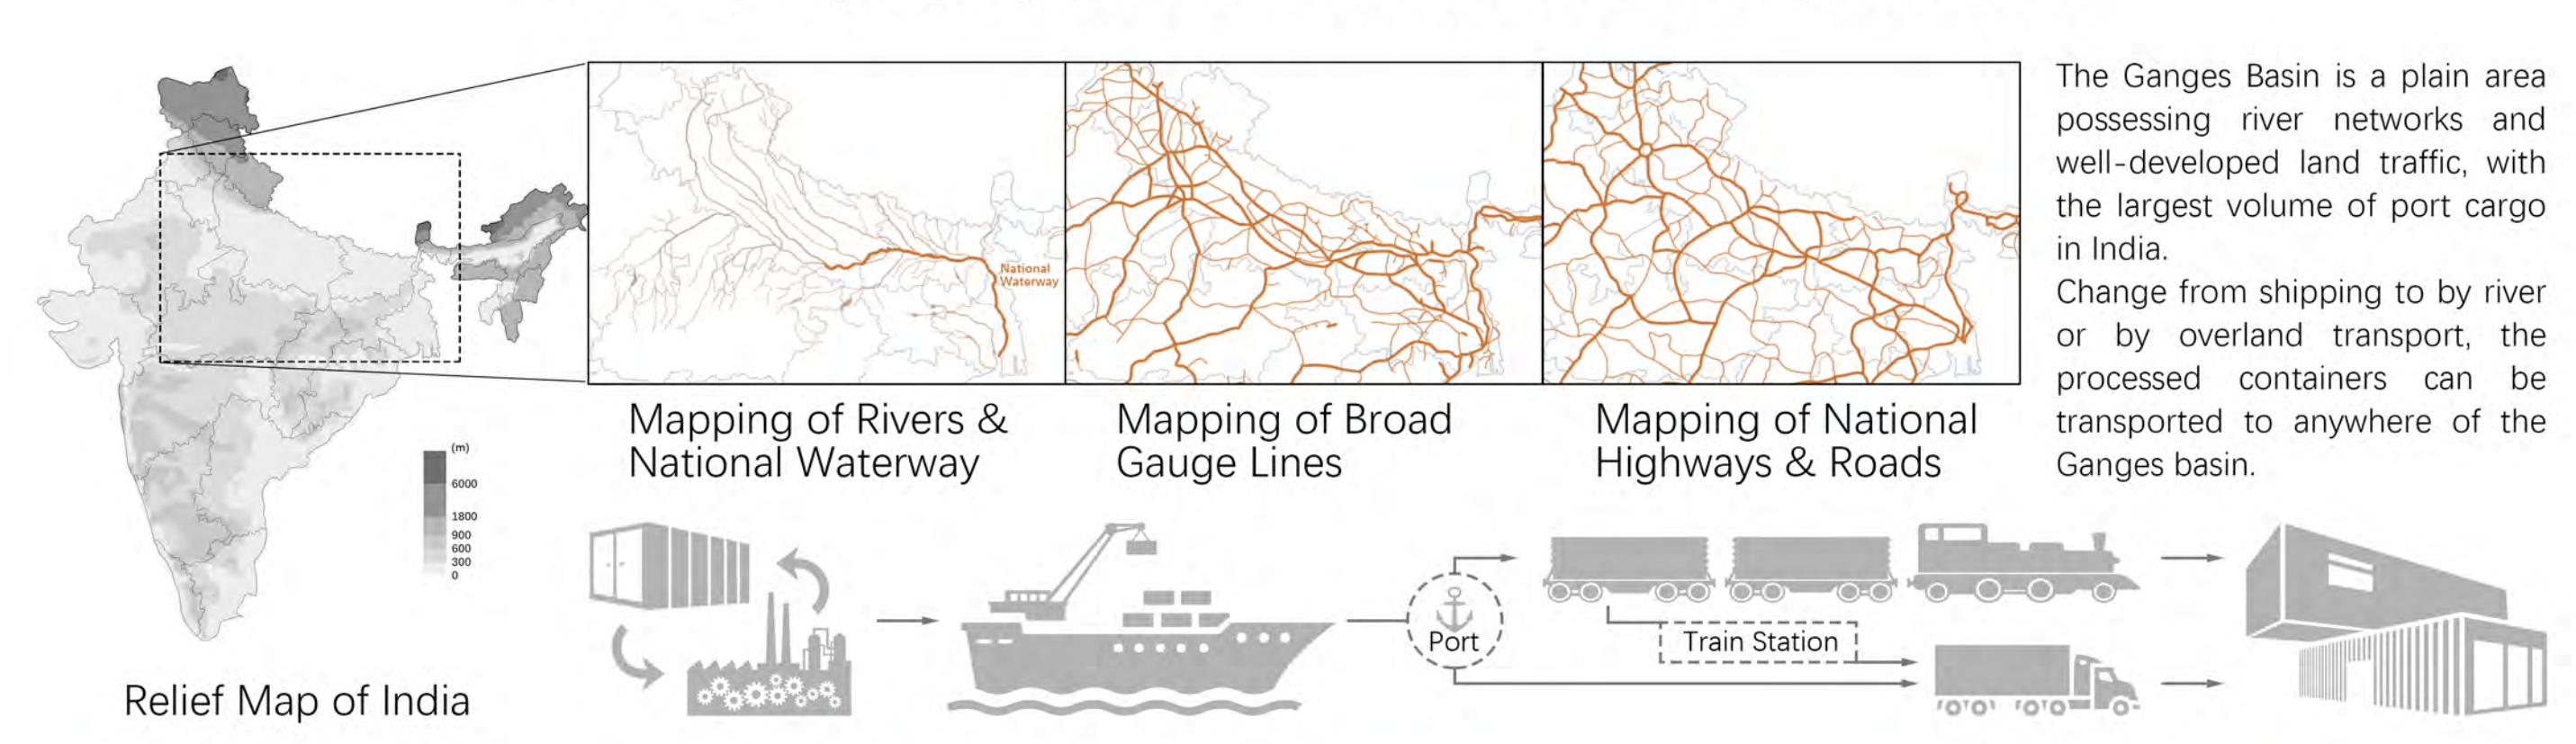 The Ganges Basin is a plain area
possessing river networks and
well-developed land traffic, with
the largest volume of port cargo
in India.
Change from shipping to by river
or by overland transport, the
processed containers can be
transported to anywhere of the
Ganges basin.
National
Waterway
Mapping of Rivers &
National Waterway
Mapping of Broad
Gauge Lines
Mapping of National
Highways & Roads
(m)
6000
1800
900
600
300
0
Relief Map of India
Port
Train Station